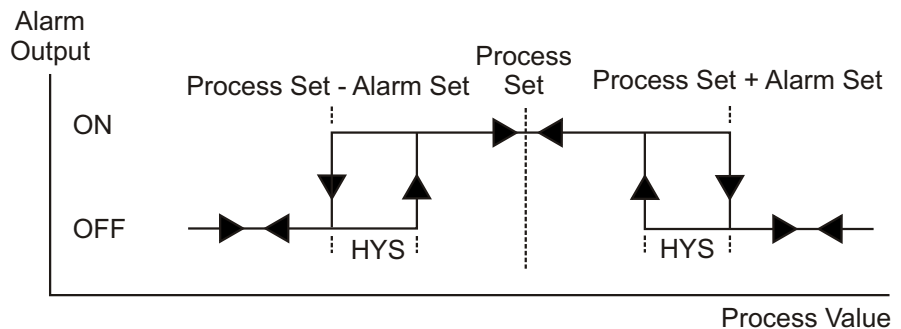 Alarm
Output
Process
Set
Process Set - Alarm Set
Process Set + Alarm Set
ON
OFF
HYS
HYS
Process Value